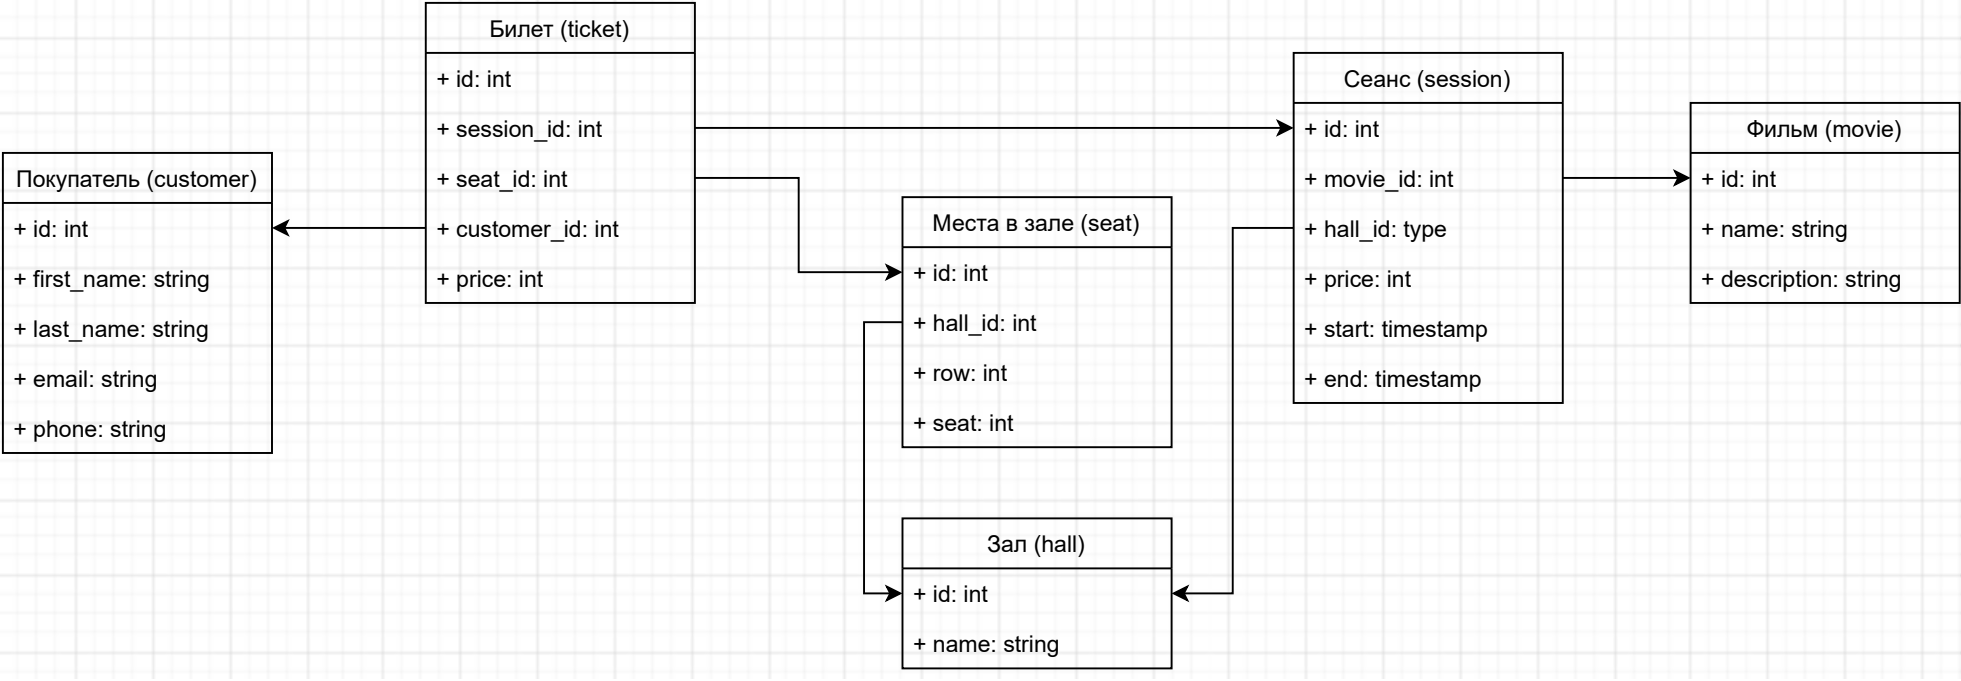 Билет (ticket)
+ id: int
+ session_id: int
+ seat_id: int
+ customer_id: int
+ price: int
Покупатель (customer)
+ id: int
+ first_name: string
+ last_name: string
+ email: string
+ phone: string
Места в зале (seat)
+ id: int
+ hall_id: int
+ row: int
+ seat: int
Зал (hall)
+ id: int
+ name: string
Сеанс (session)
+ id: int
+ movie_id: int
+ hall_id: type
+ price: int
+ start: timestamp
+ end: timestamp
Фильм (movie)
+ id: int
+ name: string
+ description: string